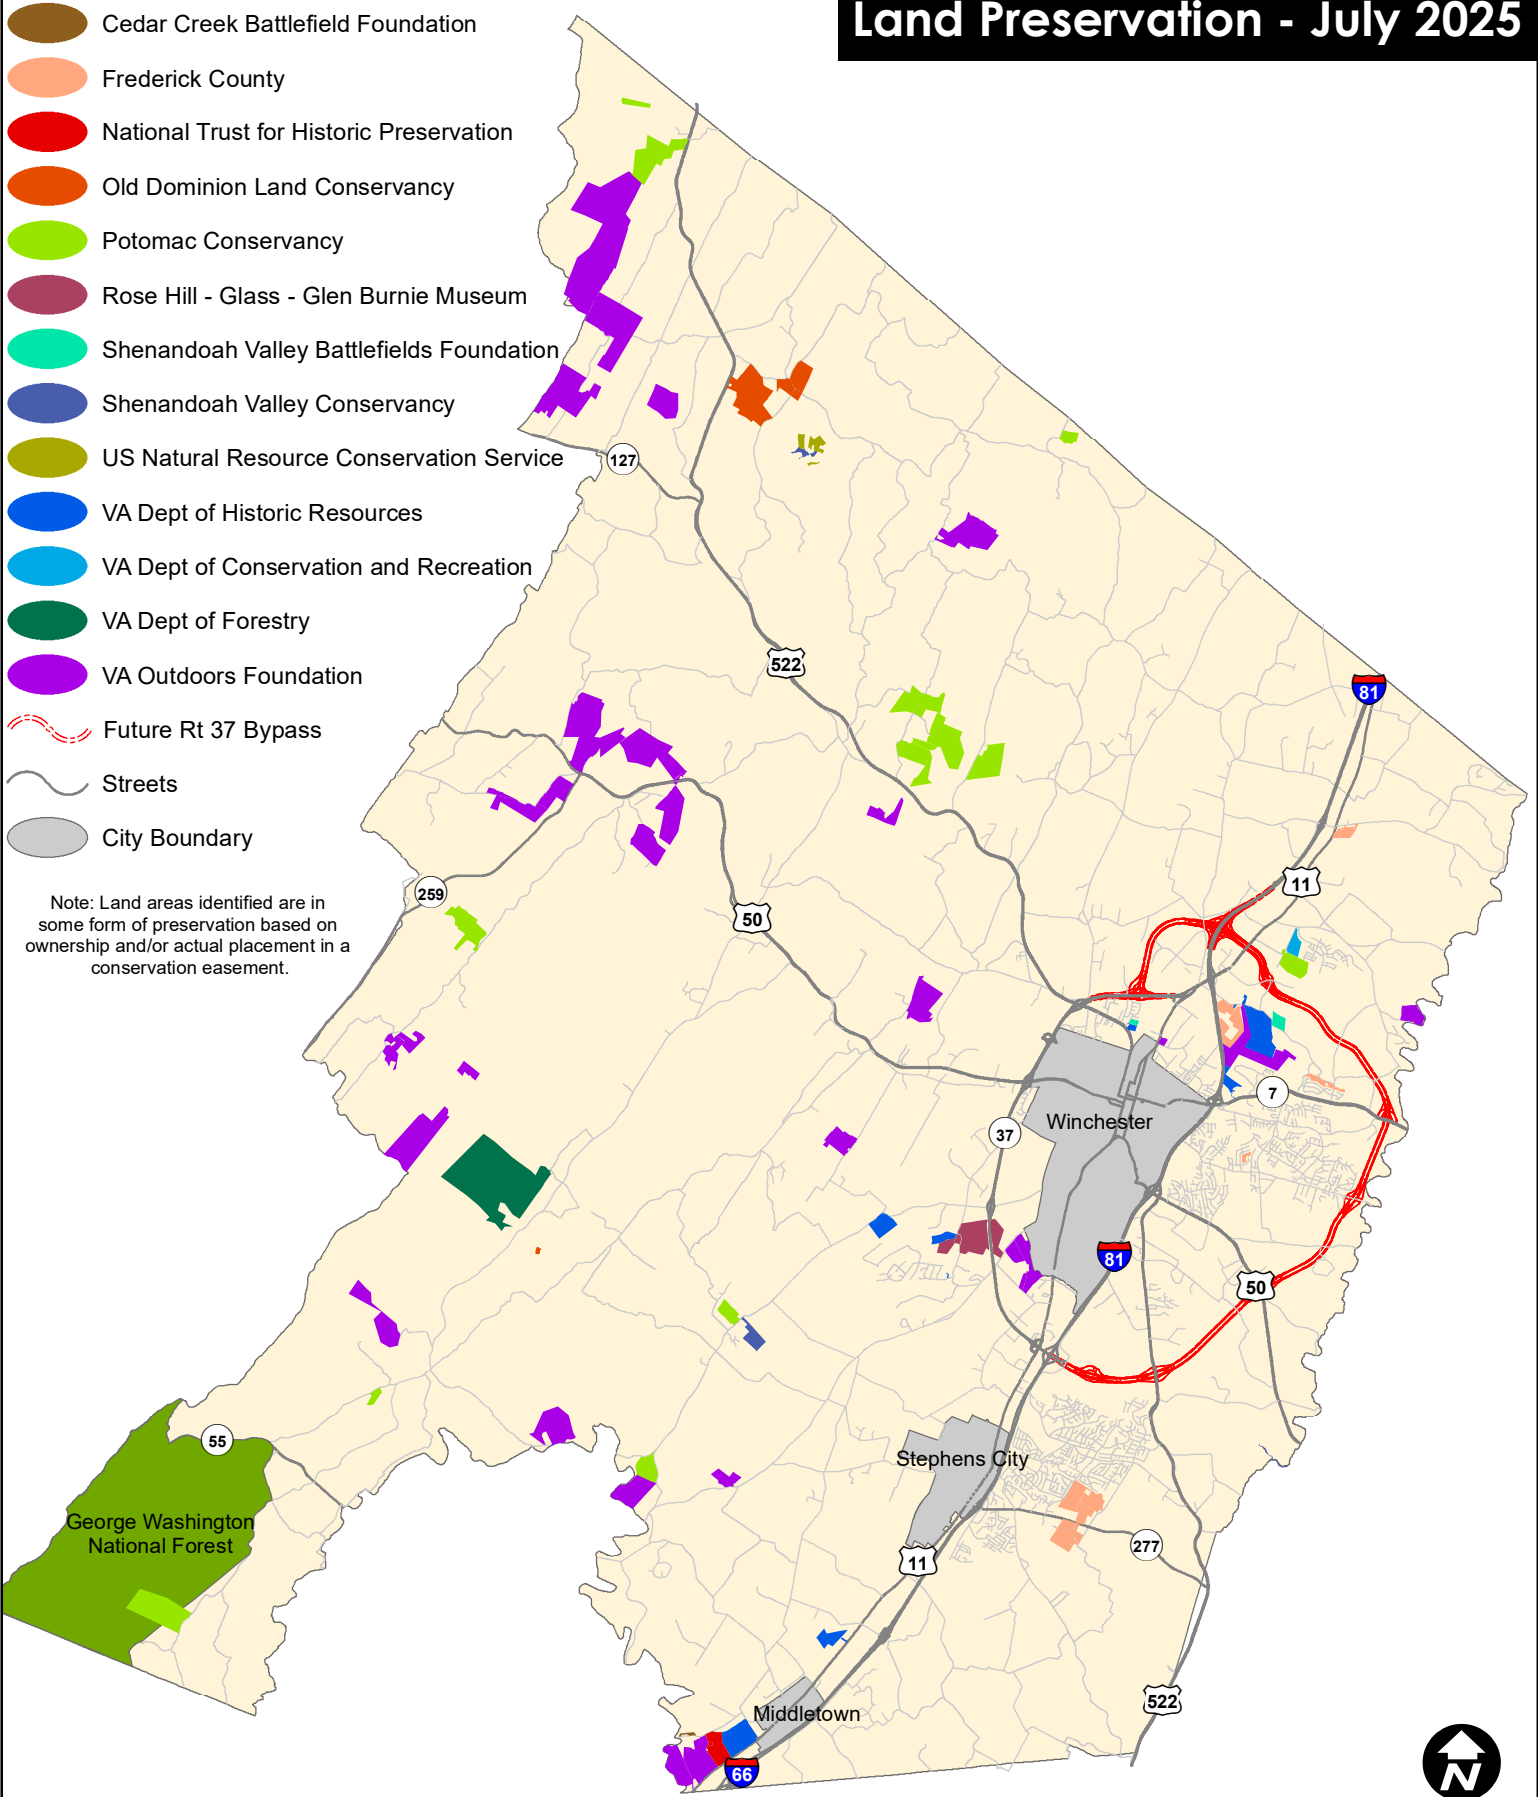 Land Preservation - July 2025
Cedar Creek Battlefield Foundation
Frederick County
National Trust for Historic Preservation
Old Dominion Land Conservancy
Potomac Conservancy
Rose Hill - Glass - Glen Burnie Museum
Shenandoah Valley Battlefields Foundation
Shenandoah Valley Conservancy
US Natural Resource Conservation Service
VA Dept of Historic Resources
VA Dept of Conservation and Recreation
VA Dept of Forestry
VA Outdoors Foundation
Future Rt 37 Bypass
Streets
City Boundary
Note: Land areas identified are in
some form of preservation based on
ownership and/or actual placement in a
conservation easement.
127
522
81
11
259
50
7
Winchester
37
81
50
55
Stephens City
George Washington
National Forest
277
11
522
Middletown
66
N